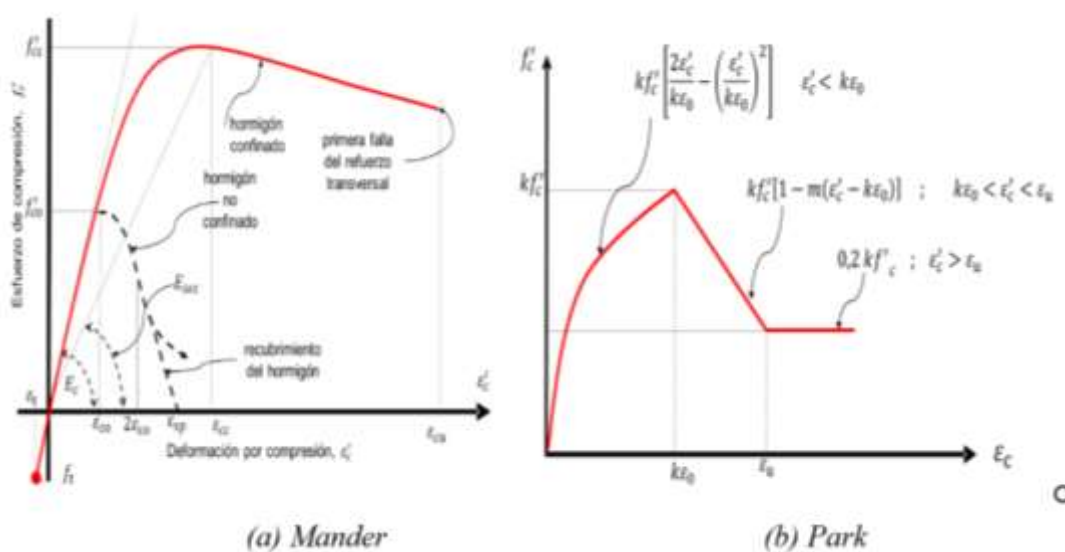 f'cc
f'co
Esfuerzo de compresión, f'c
hormigón
confinado
primera falla
del refuerzo
transversal
hormigón
no
confinado
Esec
Ec
recubrimiento
del hormigón
ε'c
εt
εco
2εco
εsp
εcc
εcu
Deformación por compresión, ε'c
ft
(a) Mander
f'c
kf'c[2ε'c/kε0 − (ε'c/kε0)²] ε'c < kε0
kf'c
kf'c[1 − m(ε'c − kε0)] ; kε0 < ε'c < εu
0,2 kf'c ; ε'c > εu
kε0
εu
εc
(b) Park